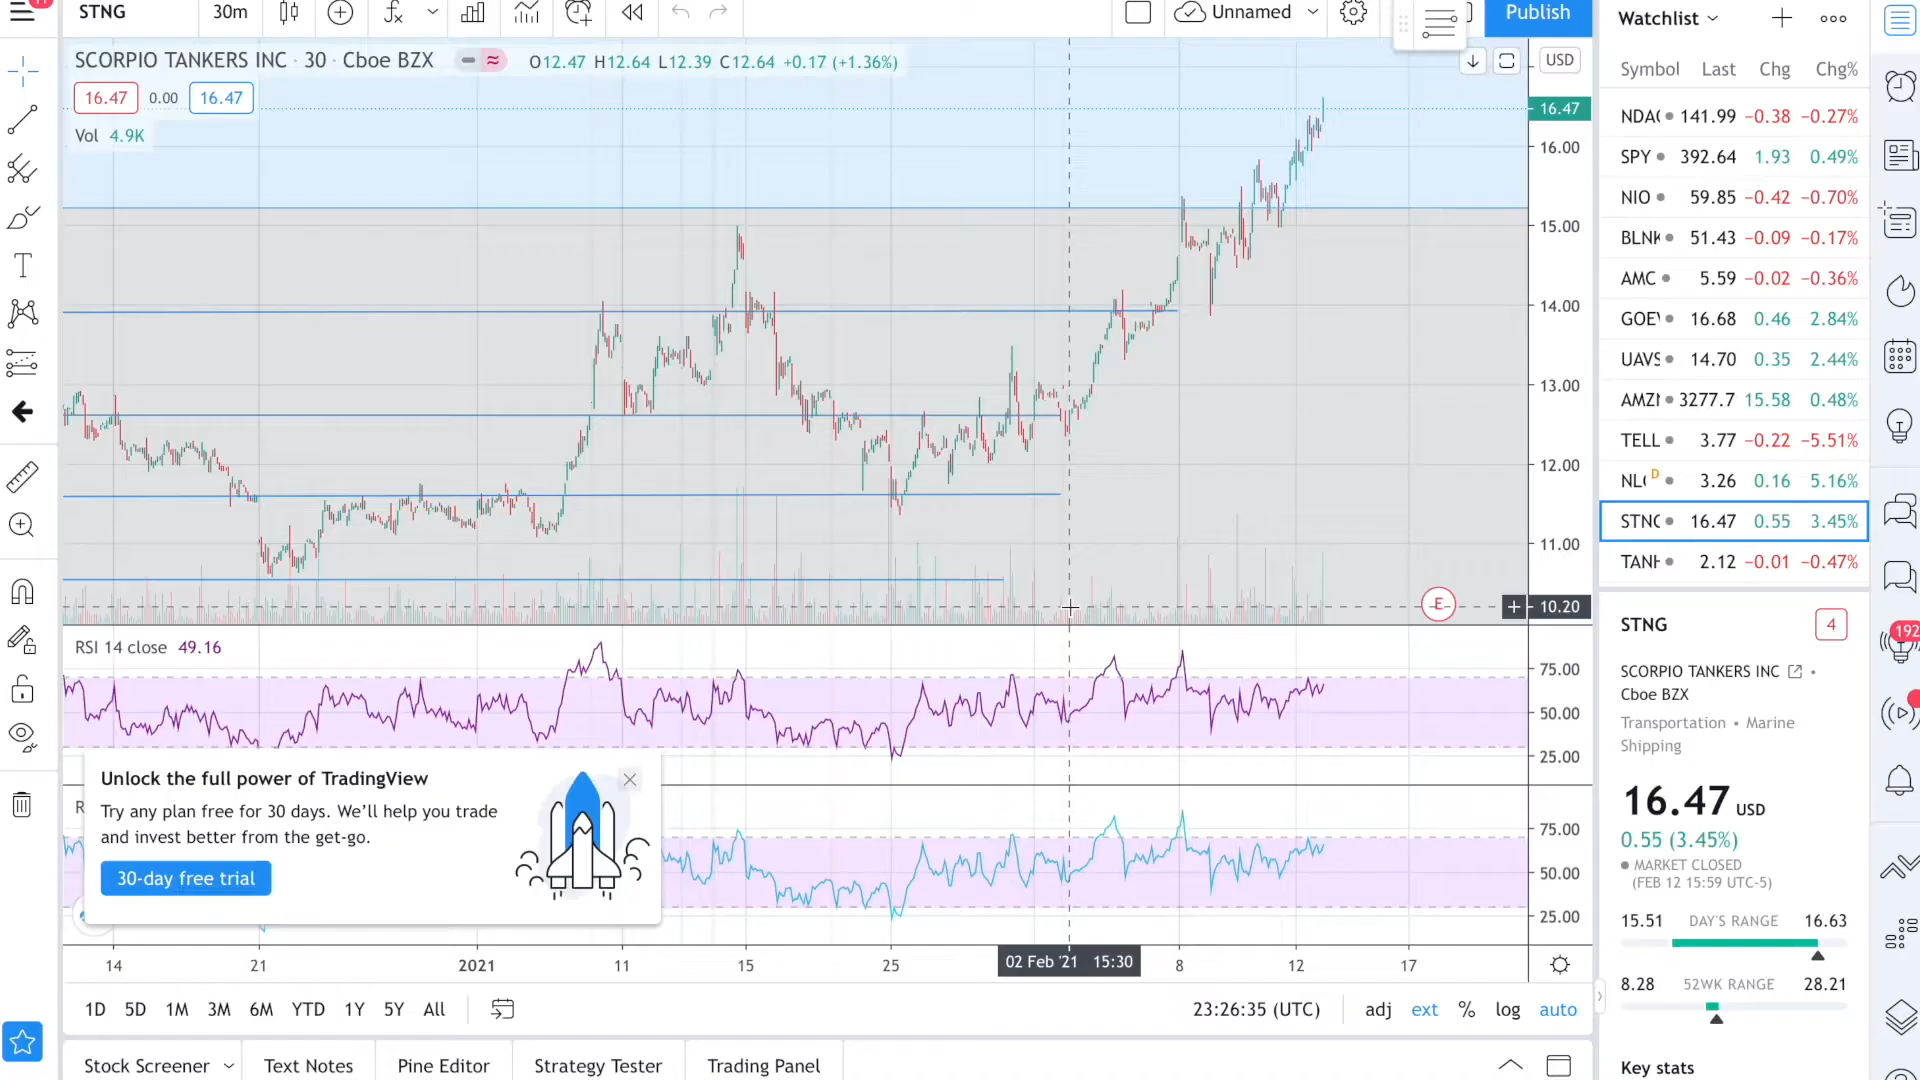 STNG
30m
Unnamed
Publish
SCORPIO TANKERS INC · 30 · Cboe BZX
O12.47 H12.64 L12.39 C12.64 +0.17 (+1.36%)
16.47 0.00 16.47
Vol 4.9K
USD
16.47
16.00
15.00
14.00
13.00
12.00
11.00
E
10.20
RSI 14 close 49.16
75.00
50.00
25.00
R
75.00
50.00
25.00
Unlock the full power of TradingView
Try any plan free for 30 days. We'll help you trade
and invest better from the get-go.
30-day free trial
14 21 2021 11 15 25 02 Feb '21 15:30 8 12 17
1D 5D 1M 3M 6M YTD 1Y 5Y All
23:26:35 (UTC) adj ext % log auto
Stock Screener Text Notes Pine Editor Strategy Tester Trading Panel
Watchlist
Symbol Last Chg Chg%
NDA 141.99 −0.38 −0.27%
SPY 392.64 1.93 0.49%
NIO 59.85 −0.42 −0.70%
BLNK 51.43 −0.09 −0.17%
AMC 5.59 −0.02 −0.36%
GOEV 16.68 0.46 2.84%
UAVS 14.70 0.35 2.44%
AMZN 3277.7 15.58 0.48%
TELL 3.77 −0.22 −5.51%
NL D 3.26 0.16 5.16%
STNG 16.47 0.55 3.45%
TANH 2.12 −0.01 −0.47%
STNG 4
SCORPIO TANKERS INC •
Cboe BZX
Transportation • Marine
Shipping
16.47 USD
0.55 (3.45%)
MARKET CLOSED
(FEB 12 15:59 UTC-5)
15.51 DAY'S RANGE 16.63
8.28 52WK RANGE 28.21
Key stats
192